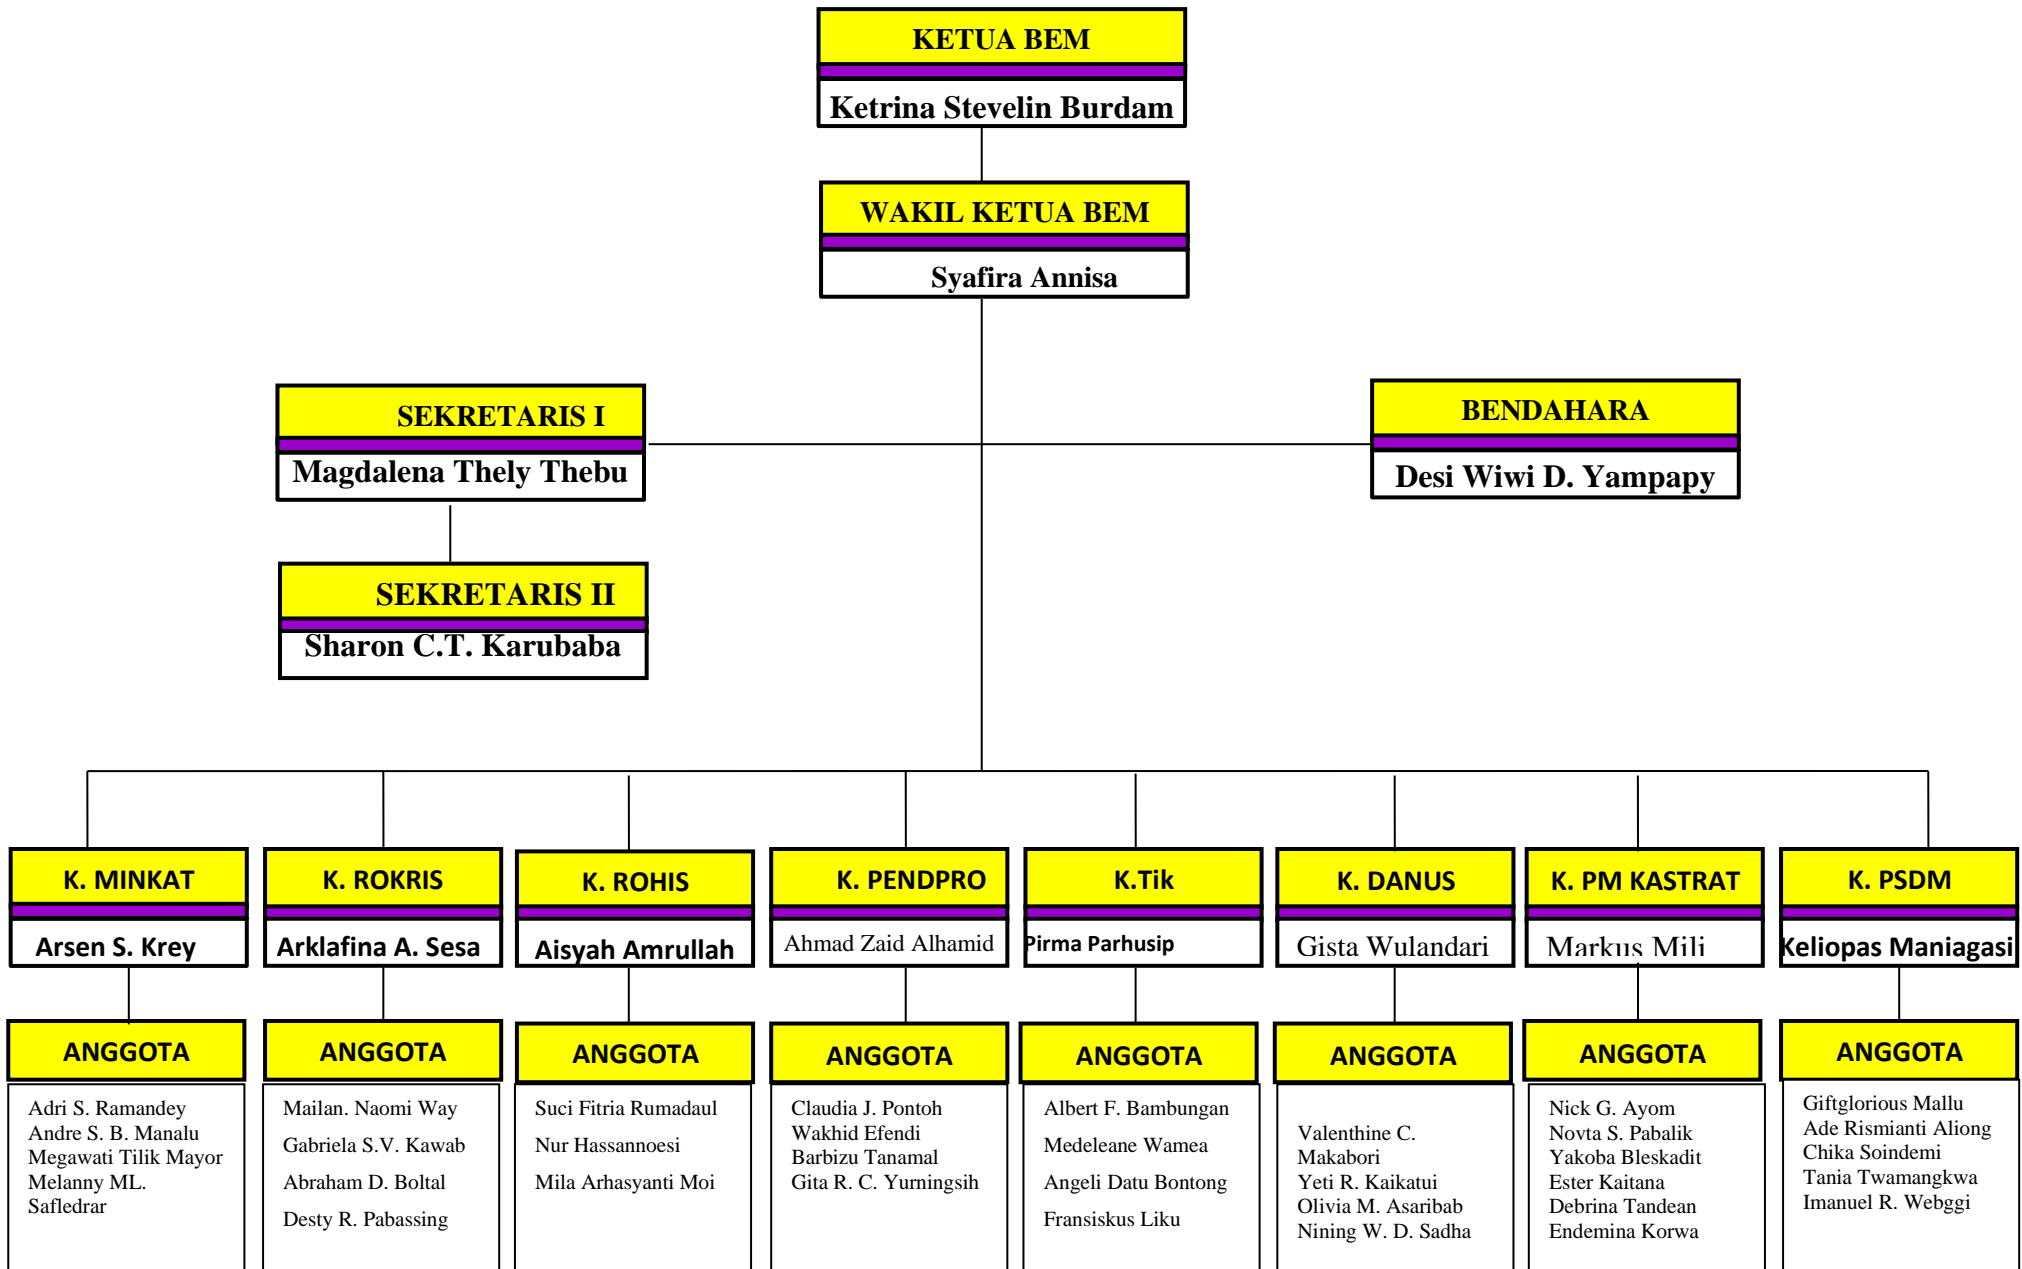 KETUA BEM
Ketrina Stevelin Burdam
WAKIL KETUA BEM
Syafira Annisa
SEKRETARIS I
Magdalena Thely Thebu
BENDAHARA
Desi Wiwi D. Yampapy
SEKRETARIS II
Sharon C.T. Karubaba
K. MINKAT
Arsen S. Krey
K. ROKRIS
Arklafina A. Sesa
K. ROHIS
Aisyah Amrullah
K. PENDPRO
Ahmad Zaid Alhamid
K.Tik
Pirma Parhusip
K. DANUS
Gista Wulandari
K. PM KASTRAT
Markus Mili
K. PSDM
Keliopas Maniagasi
ANGGOTA
Adri S. Ramandey
Andre S. B. Manalu
Megawati Tilik Mayor
Melanny ML.
Safledrar
ANGGOTA
Mailan. Naomi Way
Gabriela S.V. Kawab
Abraham D. Boltal
Desty R. Pabassing
ANGGOTA
Suci Fitria Rumadaul
Nur Hassannoesi
Mila Arhasyanti Moi
ANGGOTA
Claudia J. Pontoh
Wakhid Efendi
Barbizu Tanamal
Gita R. C. Yurningsih
ANGGOTA
Albert F. Bambungan
Medeleane Wamea
Angeli Datu Bontong
Fransiskus Liku
ANGGOTA
Valenthine C.
Makabori
Yeti R. Kaikatui
Olivia M. Asaribab
Nining W. D. Sadha
ANGGOTA
Nick G. Ayom
Novta S. Pabalik
Yakoba Bleskadit
Ester Kaitana
Debrina Tandean
Endemina Korwa
ANGGOTA
Giftglorious Mallu
Ade Rismianti Aliong
Chika Soindemi
Tania Twamangkwa
Imanuel R. Webggi